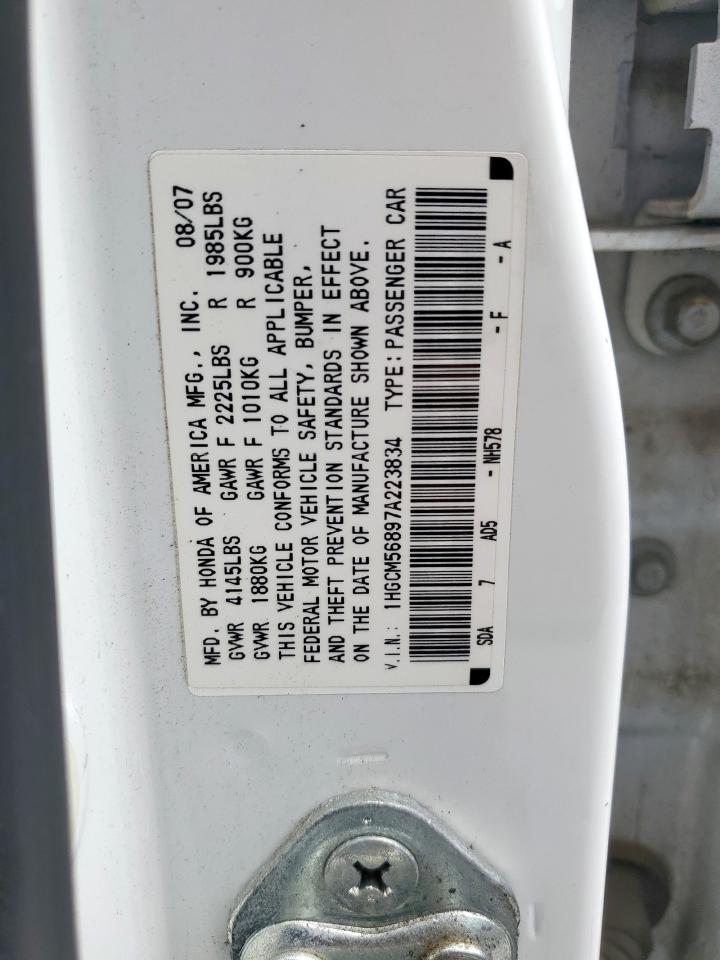 MFD. BY HONDA OF AMERICA MFG., INC. 08/07
GVWR 4145LBS GAWR F 2225LBS R 1985LBS
GVWR 1880KG GAWR F 1010KG R 900KG
THIS VEHICLE CONFORMS TO ALL APPLICABLE
FEDERAL MOTOR VEHICLE SAFETY, BUMPER,
AND THEFT PREVENTION STANDARDS IN EFFECT
ON THE DATE OF MANUFACTURE SHOWN ABOVE.
V.I.N.: 1HGCM56897A223834 TYPE: PASSENGER CAR
SDA 7 AD5 - NH578 - F - A